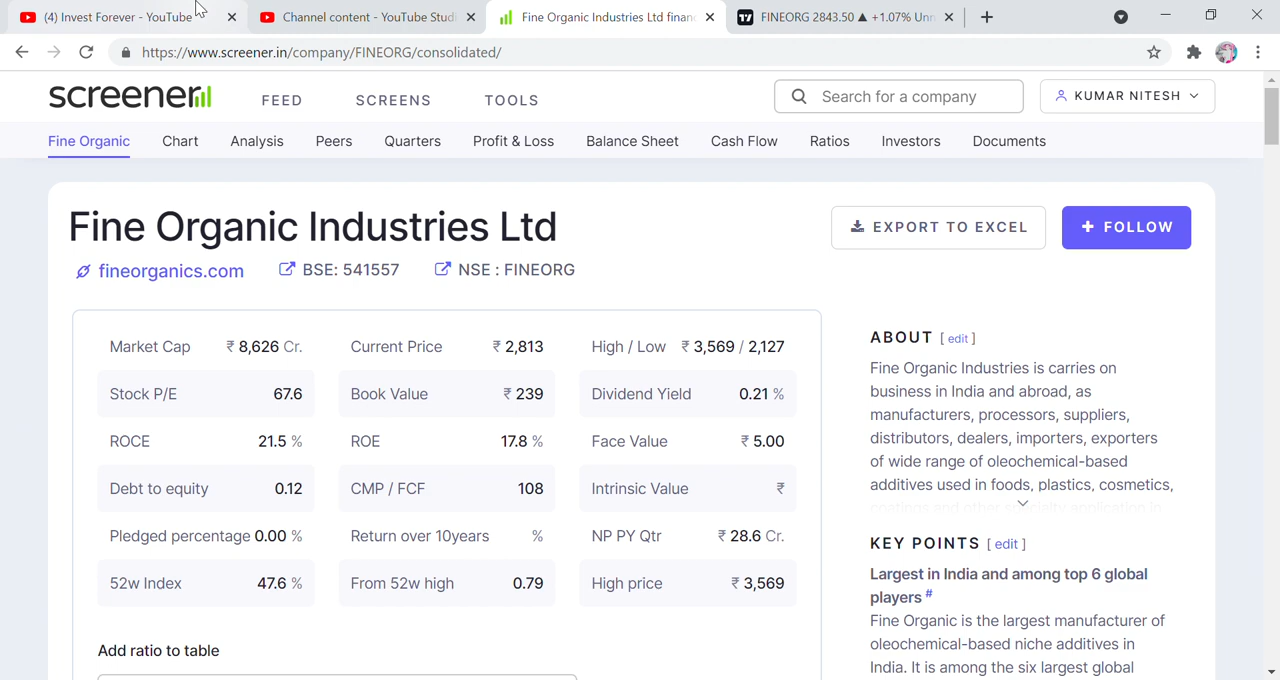 (4) Invest Forever - YouTube
Channel content - YouTube Studi
Fine Organic Industries Ltd finan
FINEORG 2843.50 ▲ +1.07% Unn
https://www.screener.in/company/FINEORG/consolidated/
screener
FEED
SCREENS
TOOLS
Search for a company
KUMAR NITESH
Fine Organic
Chart
Analysis
Peers
Quarters
Profit & Loss
Balance Sheet
Cash Flow
Ratios
Investors
Documents
Fine Organic Industries Ltd
EXPORT TO EXCEL
+ FOLLOW
fineorganics.com
BSE: 541557
NSE : FINEORG
Market Cap ₹ 8,626 Cr.
Current Price ₹ 2,813
High / Low ₹ 3,569 / 2,127
Stock P/E 67.6
Book Value ₹ 239
Dividend Yield 0.21 %
ROCE 21.5 %
ROE 17.8 %
Face Value ₹ 5.00
Debt to equity 0.12
CMP / FCF 108
Intrinsic Value ₹
Pledged percentage 0.00 %
Return over 10years %
NP PY Qtr ₹ 28.6 Cr.
52w Index 47.6 %
From 52w high 0.79
High price ₹ 3,569
Add ratio to table
ABOUT [ edit ]
Fine Organic Industries is carries on
business in India and abroad, as
manufacturers, processors, suppliers,
distributors, dealers, importers, exporters
of wide range of oleochemical-based
additives used in foods, plastics, cosmetics,
coatings and other specialty application in
KEY POINTS [ edit ]
Largest in India and among top 6 global
players #
Fine Organic is the largest manufacturer of
oleochemical-based niche additives in
India. It is among the six largest global